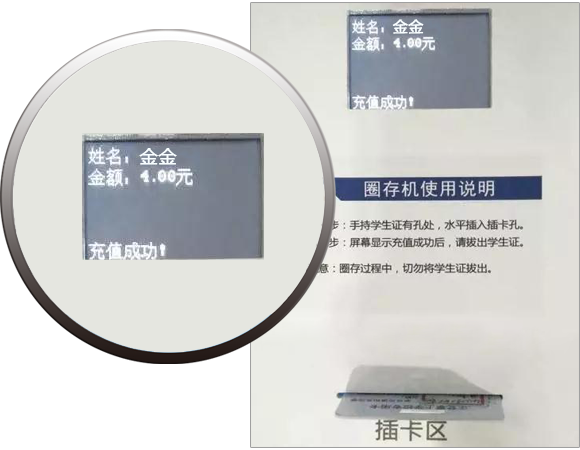 姓名：金金
金额：4.00元
充值成功！
姓名：金金
金额：4.00元
充值成功！
圈存机使用说明
步：手持学生证有孔处，水平插入插卡孔。
步：屏幕显示充值成功后，请拔出学生证。
意：圈存过程中，切勿将学生证拔出。
插卡区